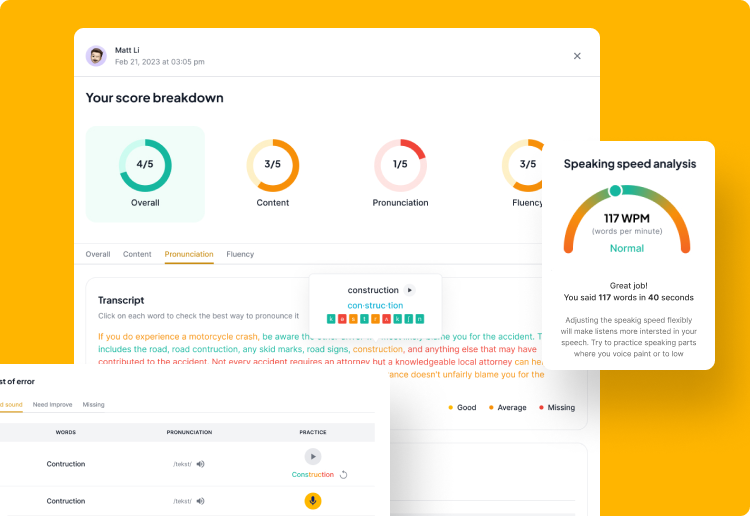 Matt Li
Feb 21, 2023 at 03:05 pm
Your score breakdown
4/5
Overall
3/5
Content
1/5
Pronunciation
3/5
Fluency
Overall Content Pronunciation Fluency
Transcript
Click on each word to check the best way to pronounce it
construction
con·struc·tion
If you do experience a motorcycle crash, be aware the other driver blame you for the accident. T
includes the road, road contruction, any skid marks, road signs, construction, and anything else that may have
contributed to the accident. Not every accident requires an attorney but a knowledgeable local attorney can hea
ance doesn't unfairly blame you for the
Good Average Missing
Speaking speed analysis
117 WPM
(words per minute)
Normal
Great job!
You said 117 words in 40 seconds
Adjusting the speakig speed flexibly
will make listens more intersted in your
speech. Try to practice speaking parts
where you voice paint or to low
st of error
d sound Need Improve Missing
WORDS PRONUNCIATION PRACTICE
Contruction /tekst/
Construction
Contruction /tekst/